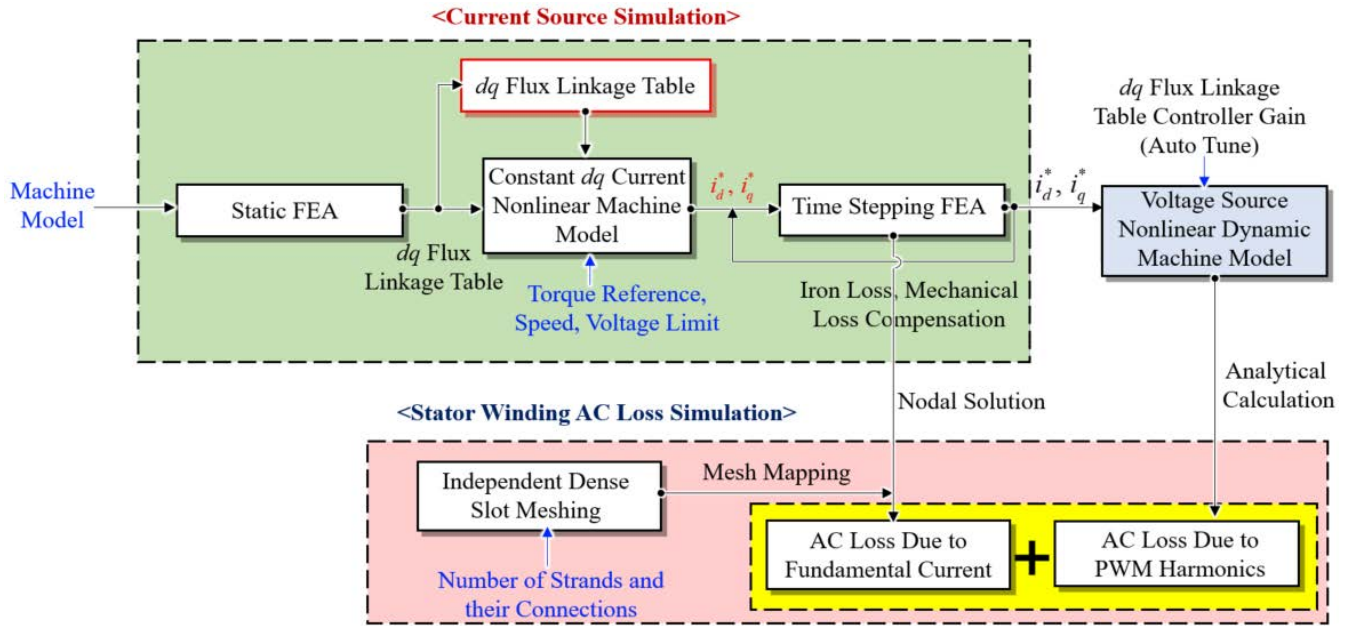 <Current Source Simulation>
dq Flux Linkage Table
dq Flux Linkage
Table Controller Gain
(Auto Tune)
Machine
Model
Static FEA
dq Flux
Linkage Table
Constant dq Current
Nonlinear Machine
Model
i_d^*, i_q^*
Time Stepping FEA
i_d^*, i_q^*
Voltage Source
Nonlinear Dynamic
Machine Model
Torque Reference,
Speed, Voltage Limit
Iron Loss, Mechanical
Loss Compensation
Nodal Solution
Analytical
Calculation
<Stator Winding AC Loss Simulation>
Independent Dense
Slot Meshing
Mesh Mapping
Number of Strands and
their Connections
AC Loss Due to
Fundamental Current
+
AC Loss Due to
PWM Harmonics